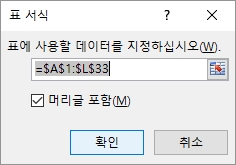 표 서식
표에 사용할 데이터를 지정하십시오(W).
=$A$1:$L$33
머리글 포함(M)
확인
취소